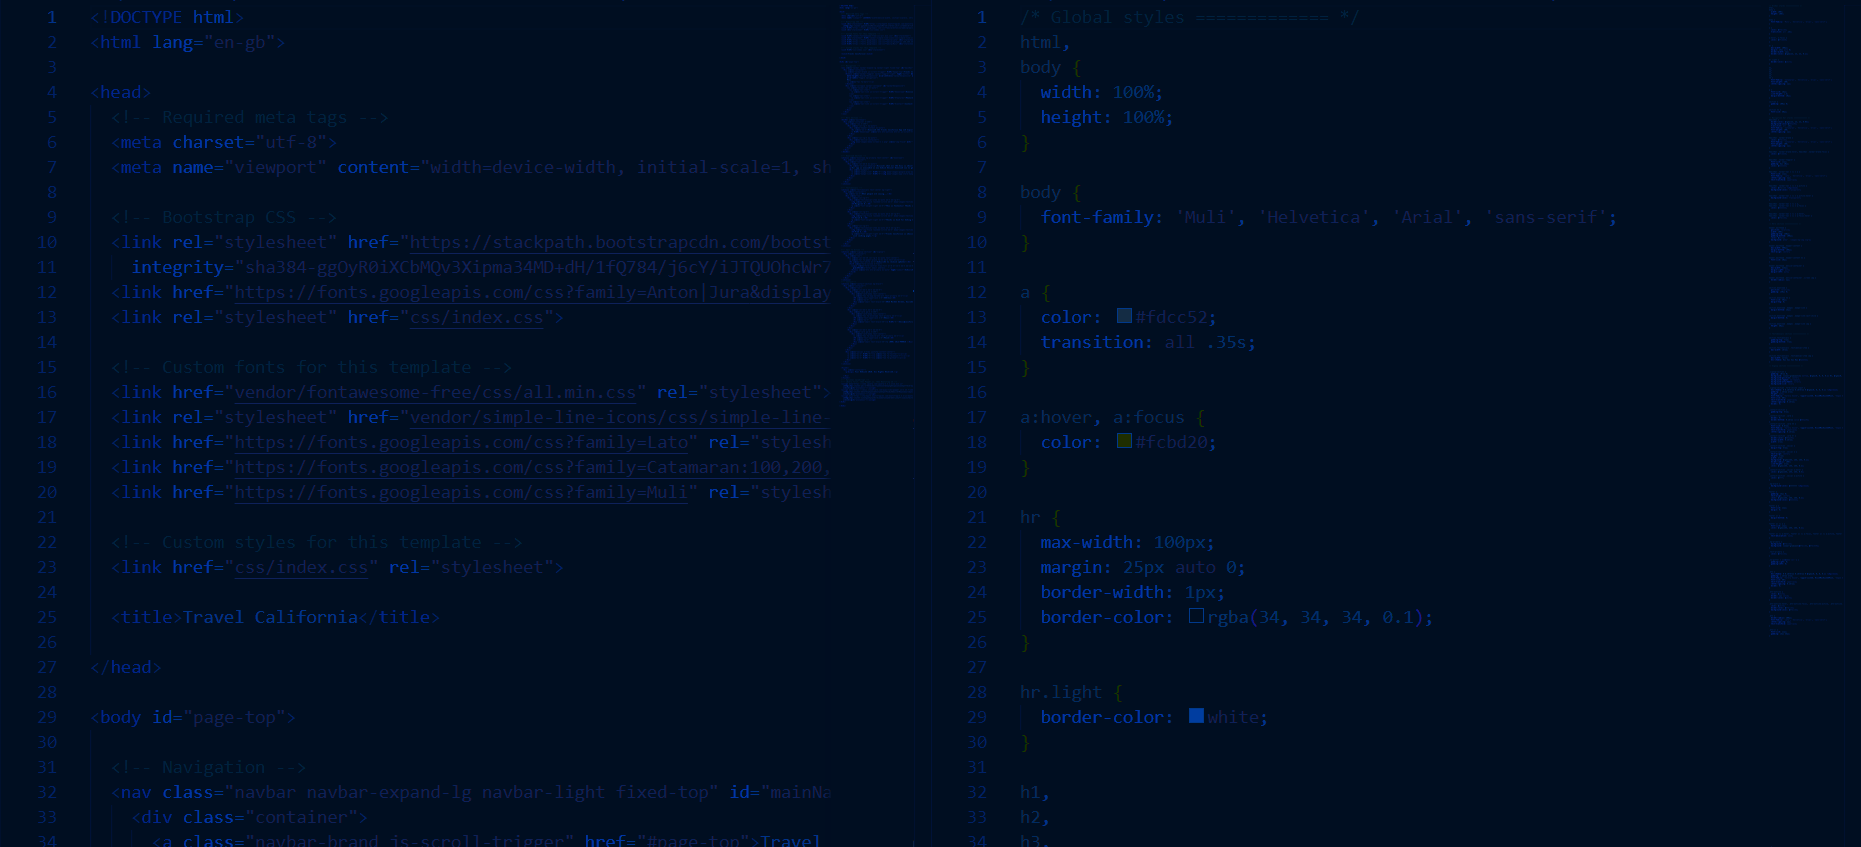 1 <!DOCTYPE html>
2 <html lang="en-gb">
3
4 <head>
5 <!-- Required meta tags -->
6 <meta charset="utf-8">
7 <meta name="viewport" content="width=device-width, initial-scale=1, sh
8
9 <!-- Bootstrap CSS -->
10 <link rel="stylesheet" href="https://stackpath.bootstrapcdn.com/bootst
11 integrity="sha384-ggOyR0iXCbMQv3Xipma34MD+dH/1fQ784/j6cY/iJTQUOhcWr7
12 <link href="https://fonts.googleapis.com/css?family=Anton|Jura&display
13 <link rel="stylesheet" href="css/index.css">
14
15 <!-- Custom fonts for this template -->
16 <link href="vendor/fontawesome-free/css/all.min.css" rel="stylesheet">
17 <link rel="stylesheet" href="vendor/simple-line-icons/css/simple-line-
18 <link href="https://fonts.googleapis.com/css?family=Lato" rel="stylesh
19 <link href="https://fonts.googleapis.com/css?family=Catamaran:100,200,
20 <link href="https://fonts.googleapis.com/css?family=Muli" rel="stylesh
21
22 <!-- Custom styles for this template -->
23 <link href="css/index.css" rel="stylesheet">
24
25 <title>Travel California</title>
26
27 </head>
28
29 <body id="page-top">
30
31 <!-- Navigation -->
32 <nav class="navbar navbar-expand-lg navbar-light fixed-top" id="mainNa
33 <div class="container">
34 <a class="navbar-brand js-scroll-trigger" href="#page-top">Travel
1 /* Global styles ============= */
2 html,
3 body {
4 width: 100%;
5 height: 100%;
6 }
7
8 body {
9 font-family: 'Muli', 'Helvetica', 'Arial', 'sans-serif';
10 }
11
12 a {
13 color: #fdcc52;
14 transition: all .35s;
15 }
16
17 a:hover, a:focus {
18 color: #fcbd20;
19 }
20
21 hr {
22 max-width: 100px;
23 margin: 25px auto 0;
24 border-width: 1px;
25 border-color: rgba(34, 34, 34, 0.1);
26 }
27
28 hr.light {
29 border-color: white;
30 }
31
32 h1,
33 h2,
34 h3,